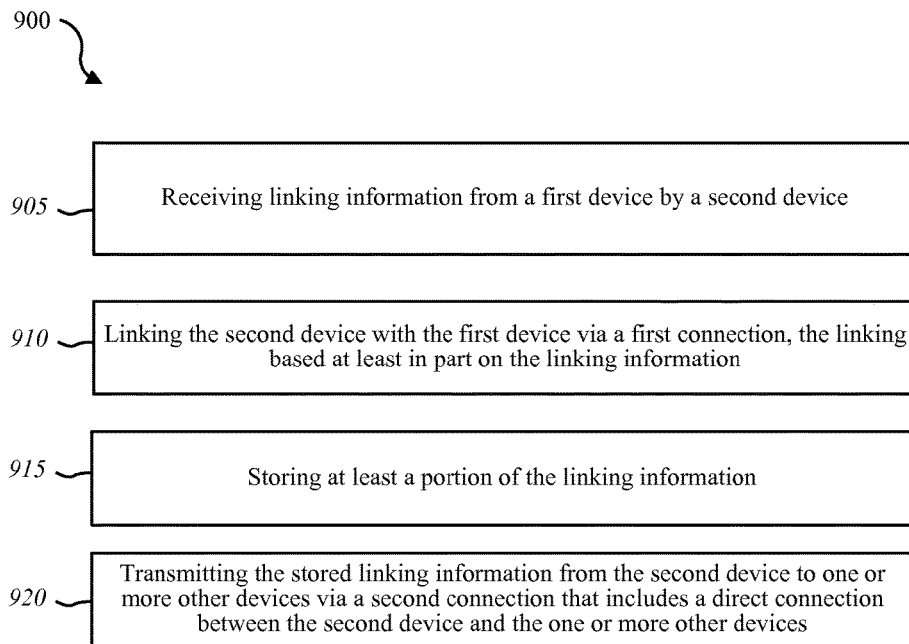 900
905
Receiving linking information from a first device by a second device
910
Linking the second device with the first device via a first connection, the linking
based at least in part on the linking information
915
Storing at least a portion of the linking information
920
Transmitting the stored linking information from the second device to one or
more other devices via a second connection that includes a direct connection
between the second device and the one or more other devices